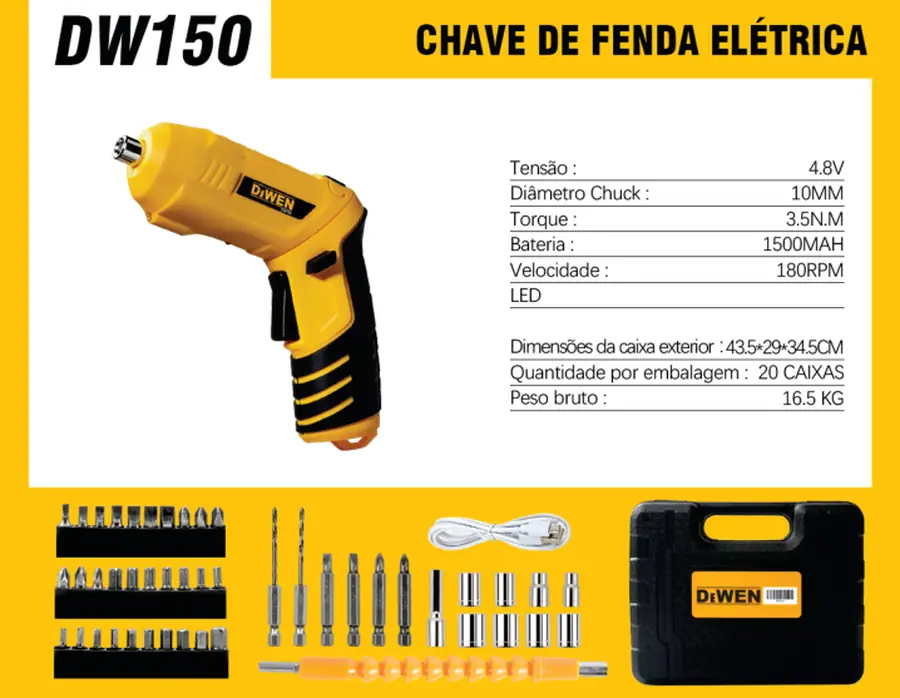 DW150
CHAVE DE FENDA ELÉTRICA
DiWEN
Tensão : 4.8V
Diâmetro Chuck : 10MM
Torque : 3.5N.M
Bateria : 1500MAH
Velocidade : 180RPM
LED
Dimensões da caixa exterior : 43.5*29*34.5CM
Quantidade por embalagem : 20 CAIXAS
Peso bruto : 16.5 KG
DiWEN